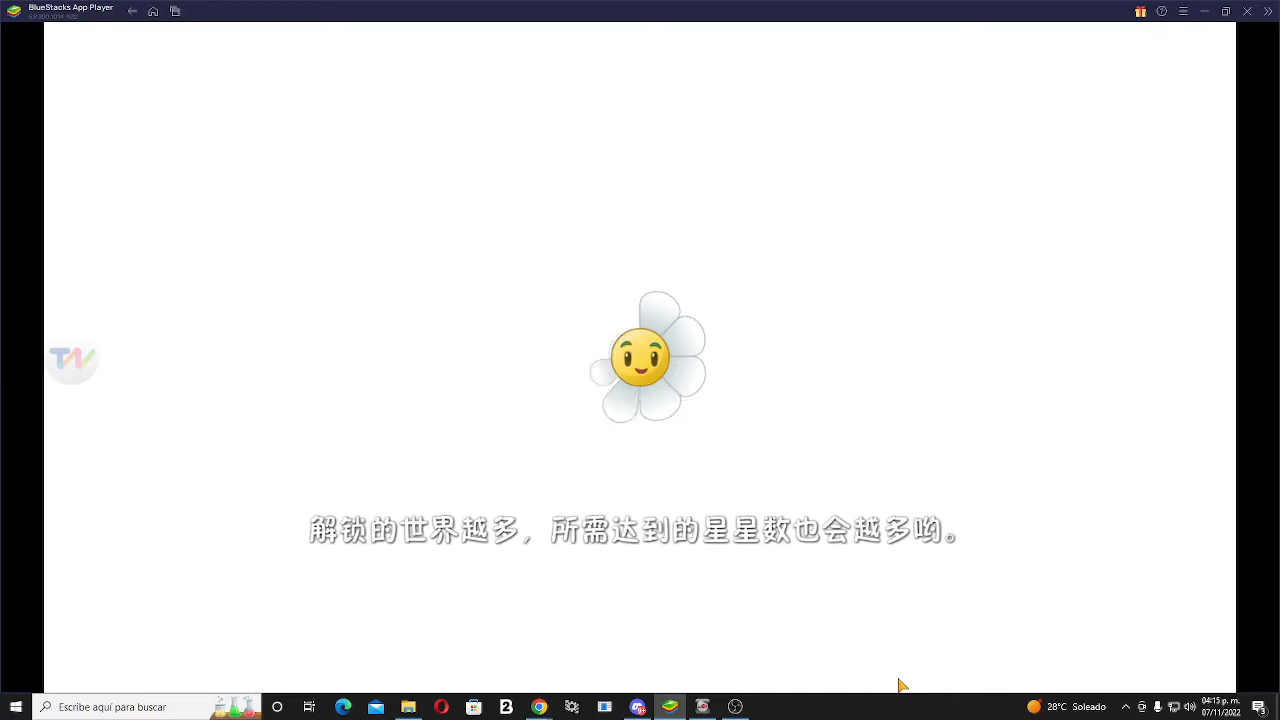 BlueStacks App Player
TW
解锁的世界越多，所需达到的星星数也会越多哟。
Escribe aquí para buscar
28°C Soleado
04:15 p. m.
07/11/2022